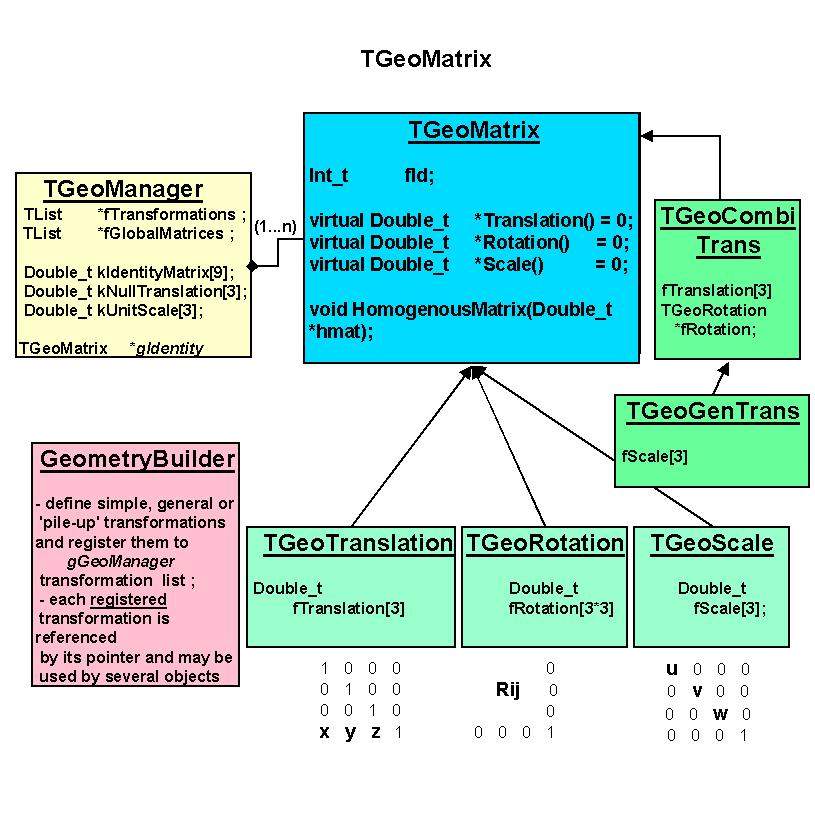 TGeoMatrix
TGeoManager
TList *fTransformations ;
TList *fGlobalMatrices ;
Double_t kIdentityMatrix[9];
Double_t kNullTranslation[3];
Double_t kUnitScale[3];
TGeoMatrix *gIdentity
(1...n)
TGeoMatrix
Int_t fId;
virtual Double_t *Translation() = 0;
virtual Double_t *Rotation() = 0;
virtual Double_t *Scale() = 0;
void HomogenousMatrix(Double_t
*hmat);
TGeoCombi
Trans
fTranslation[3]
TGeoRotation
*fRotation;
TGeoGenTrans
fScale[3]
GeometryBuilder
- define simple, general or
'pile-up' transformations
and register them to
gGeoManager
transformation list ;
- each registered
transformation is
referenced
by its pointer and may be
used by several objects
TGeoTranslation
Double_t
fTranslation[3]
TGeoRotation
Double_t
fRotation[3*3]
TGeoScale
Double_t
fScale[3];
1 0 0 0
0 1 0 0
0 0 1 0
x y z 1
0
Rij 0
0
0 0 0 1
u 0 0 0
0 v 0 0
0 0 w 0
0 0 0 1